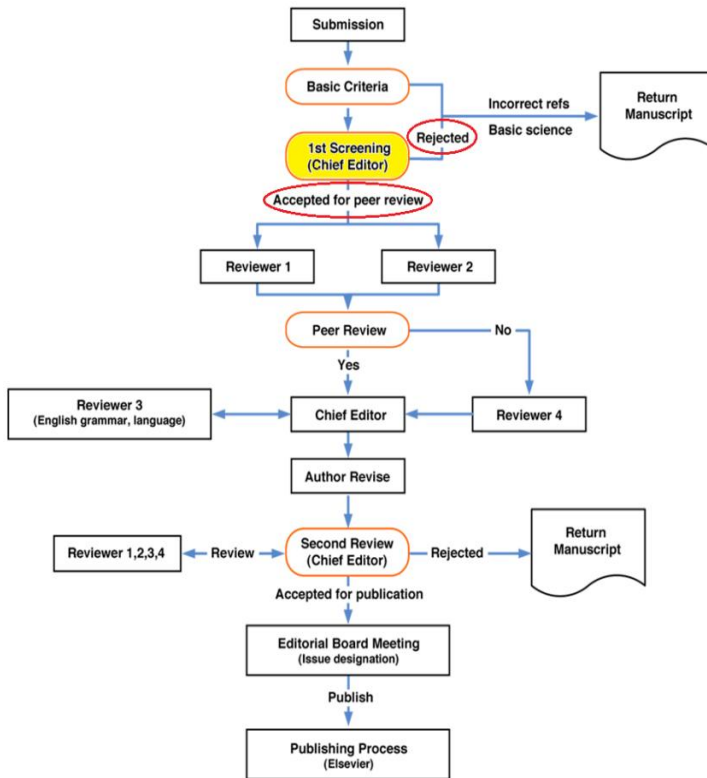 Submission
Basic Criteria
Incorrect refs
Return
Manuscript
Rejected
Basic science
1st Screening
(Chief Editor)
Accepted for peer review
Reviewer 1
Reviewer 2
Peer Review
No
Yes
Reviewer 3
(English grammar, language)
Chief Editor
Reviewer 4
Author Revise
Reviewer 1,2,3,4
Review
Second Review
(Chief Editor)
Rejected
Return
Manuscript
Accepted for publication
Editorial Board Meeting
(Issue designation)
Publish
Publishing Process
(Elsevier)